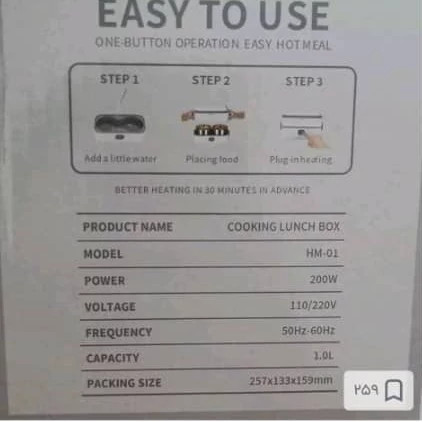 EASY TO USE
ONE-BUTTON OPERATION EASY HOT MEAL
STEP 1 STEP 2 STEP 3
Add a little water Placing food Plug-in heating
BETTER HEATING IN 30 MINUTES IN ADVANCE
PRODUCT NAME COOKING LUNCH BOX
MODEL HM-01
POWER 200W
VOLTAGE 110/220V
FREQUENCY 50Hz-60Hz
CAPACITY 1.0L
PACKING SIZE 257x133x159mm
۲۵۹